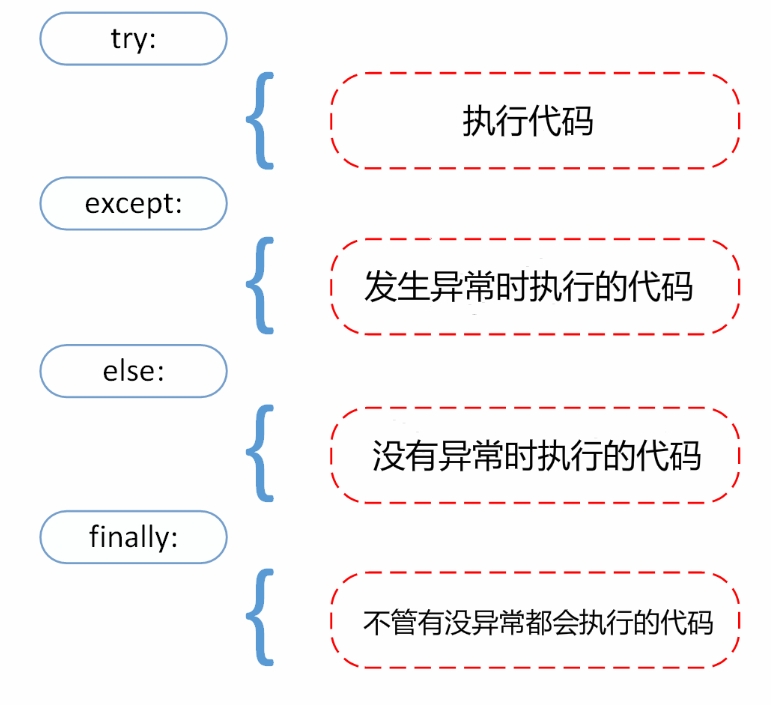 try:
执行代码
except:
发生异常时执行的代码
else:
没有异常时执行的代码
finally:
不管有没异常都会执行的代码